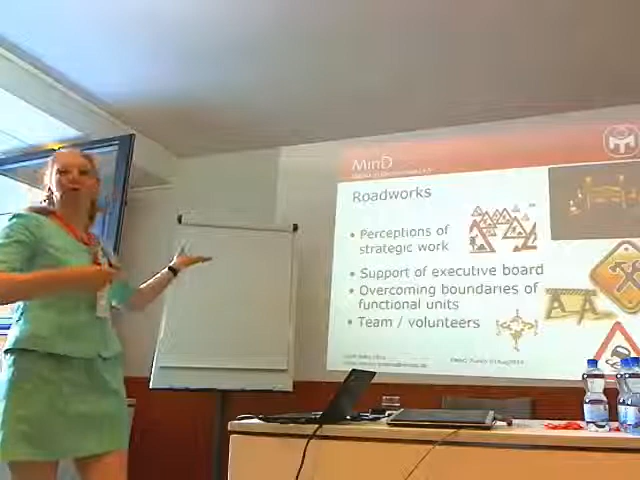 MinD
Roadworks
• Perceptions of
strategic work
• Support of executive board
• Overcoming boundaries of
functional units
• Team / volunteers